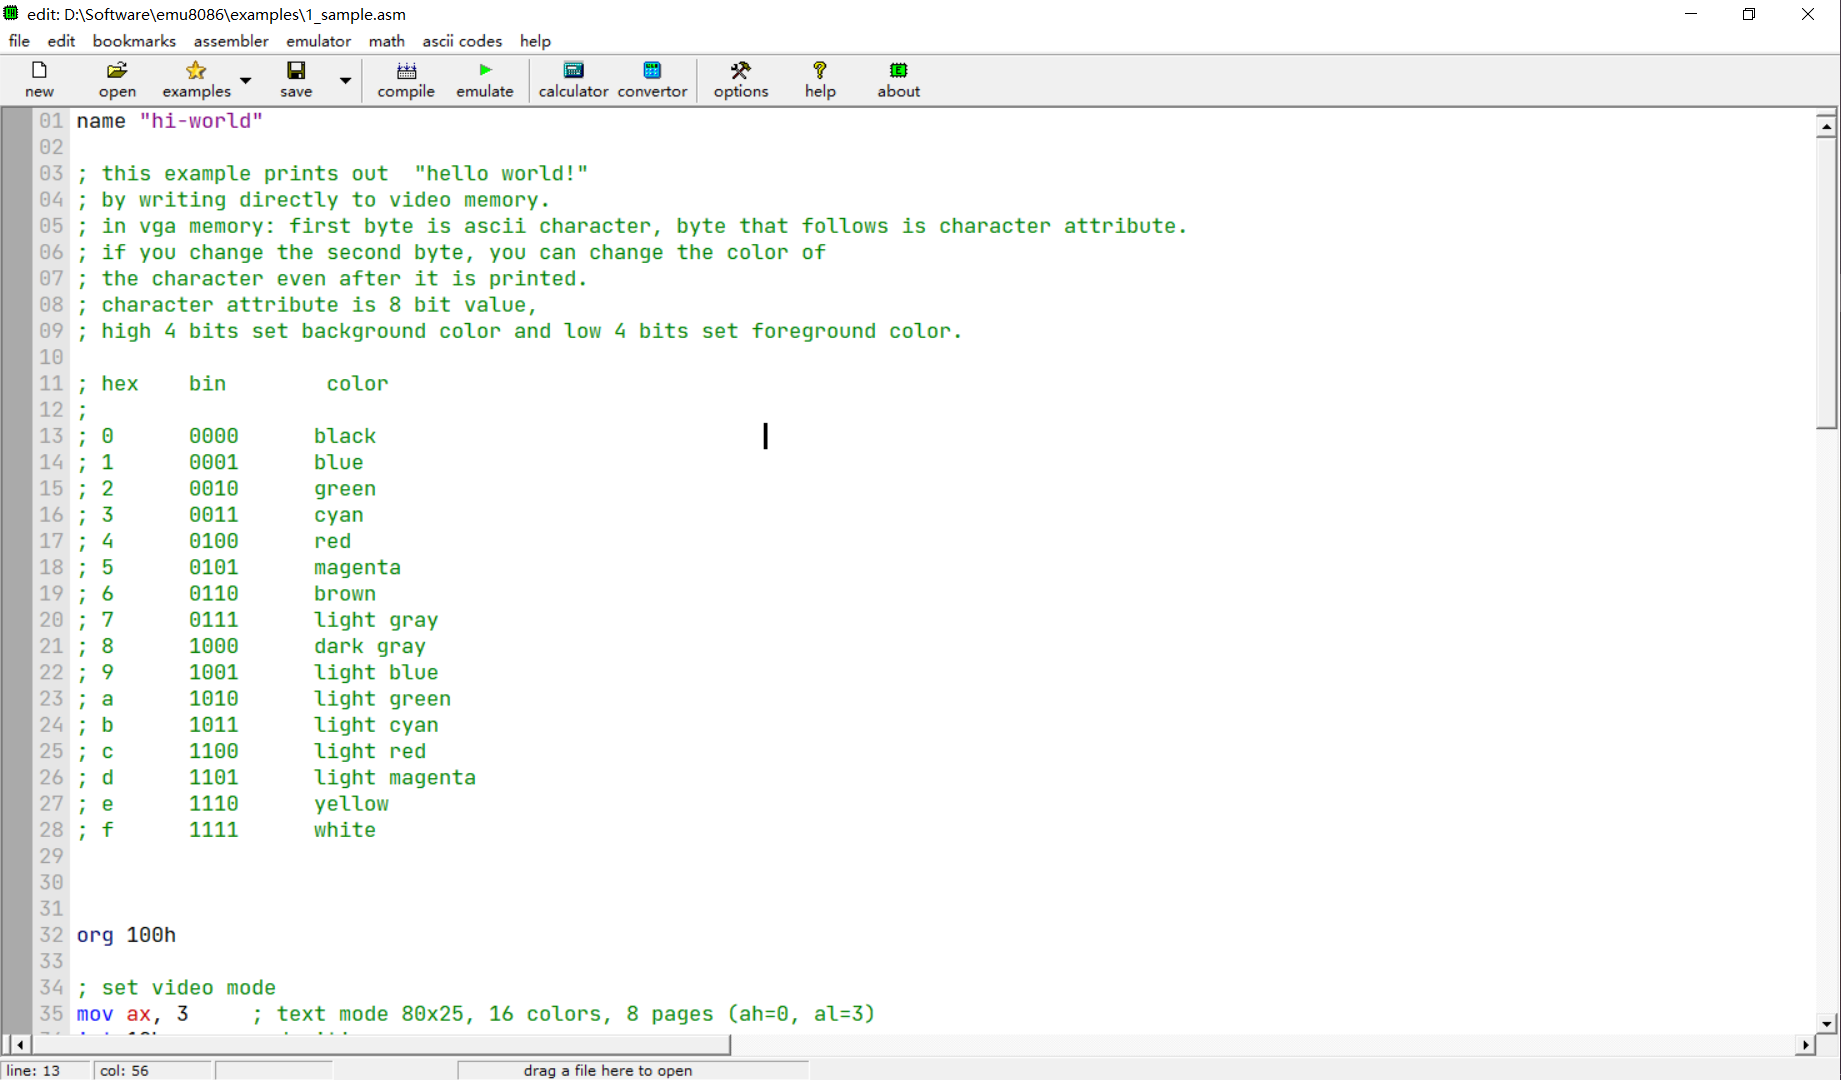 edit: D:\Software\emu8086\examples\1_sample.asm
file edit bookmarks assembler emulator math ascii codes help
new open examples save compile emulate calculator convertor options help about
01 name "hi-world"
02
03 ; this example prints out  "hello world!"
04 ; by writing directly to video memory.
05 ; in vga memory: first byte is ascii character, byte that follows is character attribute.
06 ; if you change the second byte, you can change the color of
07 ; the character even after it is printed.
08 ; character attribute is 8 bit value,
09 ; high 4 bits set background color and low 4 bits set foreground color.
10
11 ; hex    bin        color
12 ;
13 ; 0      0000      black
14 ; 1      0001      blue
15 ; 2      0010      green
16 ; 3      0011      cyan
17 ; 4      0100      red
18 ; 5      0101      magenta
19 ; 6      0110      brown
20 ; 7      0111      light gray
21 ; 8      1000      dark gray
22 ; 9      1001      light blue
23 ; a      1010      light green
24 ; b      1011      light cyan
25 ; c      1100      light red
26 ; d      1101      light magenta
27 ; e      1110      yellow
28 ; f      1111      white
29
30
31
32 org 100h
33
34 ; set video mode
35 mov ax, 3     ; text mode 80x25, 16 colors, 8 pages (ah=0, al=3)
line: 13 col: 56 drag a file here to open